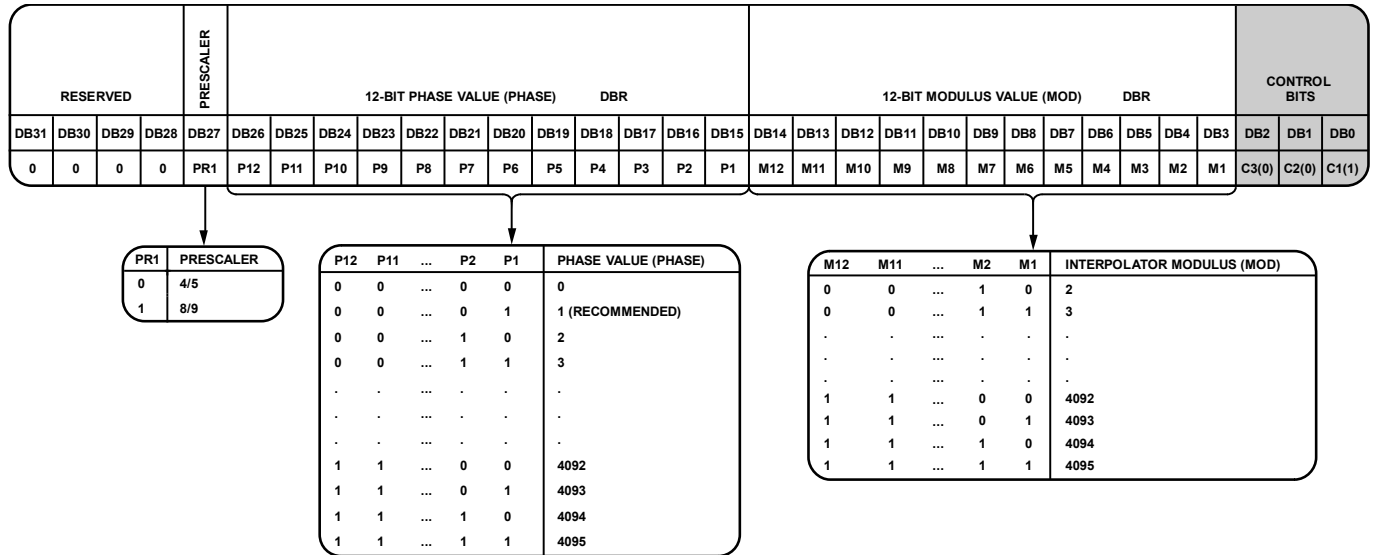 RESERVED PRESCALER 12-BIT PHASE VALUE (PHASE) DBR 12-BIT MODULUS VALUE (MOD) DBR CONTROL BITS
DB31 DB30 DB29 DB28 DB27 DB26 DB25 DB24 DB23 DB22 DB21 DB20 DB19 DB18 DB17 DB16 DB15 DB14 DB13 DB12 DB11 DB10 DB9 DB8 DB7 DB6 DB5 DB4 DB3 DB2 DB1 DB0
0 0 0 0 PR1 P12 P11 P10 P9 P8 P7 P6 P5 P4 P3 P2 P1 M12 M11 M10 M9 M8 M7 M6 M5 M4 M3 M2 M1 C3(0) C2(0) C1(1)
PR1 PRESCALER
0 4/5
1 8/9
P12 P11 ... P2 P1 PHASE VALUE (PHASE)
0 0 ... 0 0 0
0 0 ... 0 1 1 (RECOMMENDED)
0 0 ... 1 0 2
0 0 ... 1 1 3
. . ... . . .
. . ... . . .
. . ... . . .
1 1 ... 0 0 4092
1 1 ... 0 1 4093
1 1 ... 1 0 4094
1 1 ... 1 1 4095
M12 M11 ... M2 M1 INTERPOLATOR MODULUS (MOD)
0 0 ... 1 0 2
0 0 ... 1 1 3
. . ... . . .
. . ... . . .
. . ... . . .
1 1 ... 0 0 4092
1 1 ... 0 1 4093
1 1 ... 1 0 4094
1 1 ... 1 1 4095